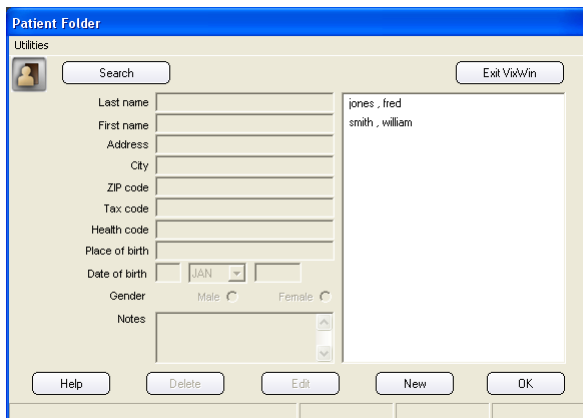 Patient Folder
Utilities
Search
Exit VixWin
Last name
First name
Address
City
ZIP code
Tax code
Health code
Place of birth
Date of birth JAN
Gender Male Female
Notes
jones , fred
smith , william
Help Delete Edit New OK